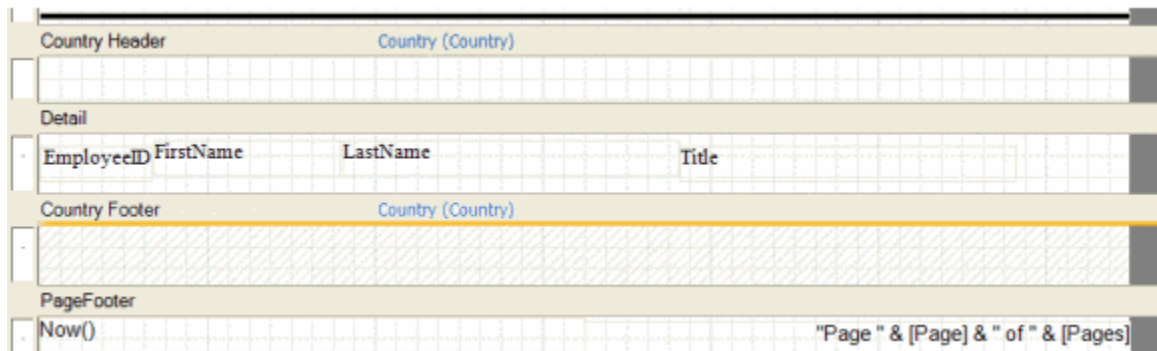 Country Header Country (Country)
Detail
EmployeeID FirstName LastName Title
Country Footer Country (Country)
PageFooter
Now() "Page " & [Page] & " of " & [Pages]